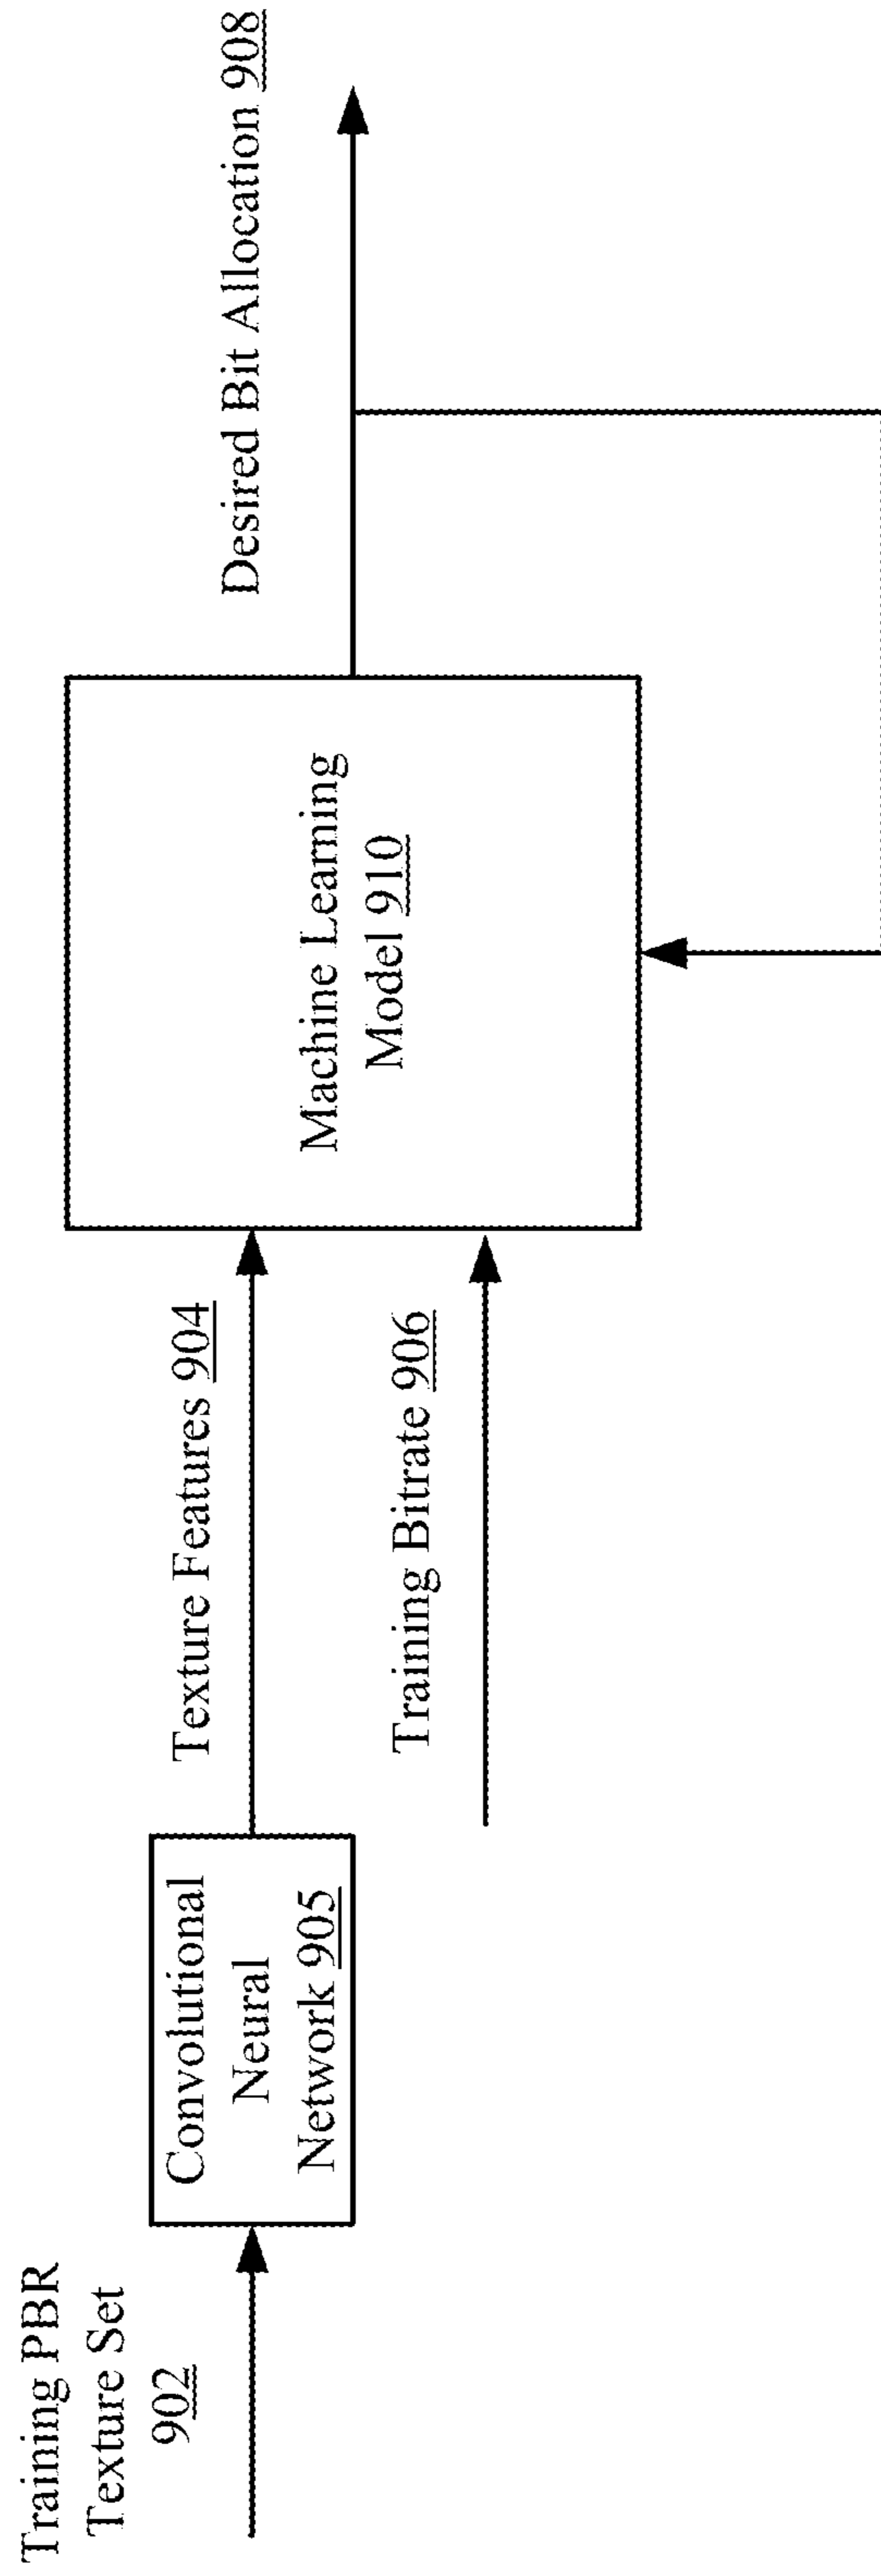 Training PBR
Texture Set
902
Convolutional
Neural
Network 905
Texture Features 904
Training Bitrate 906
Machine Learning
Model 910
Desired Bit Allocation 908